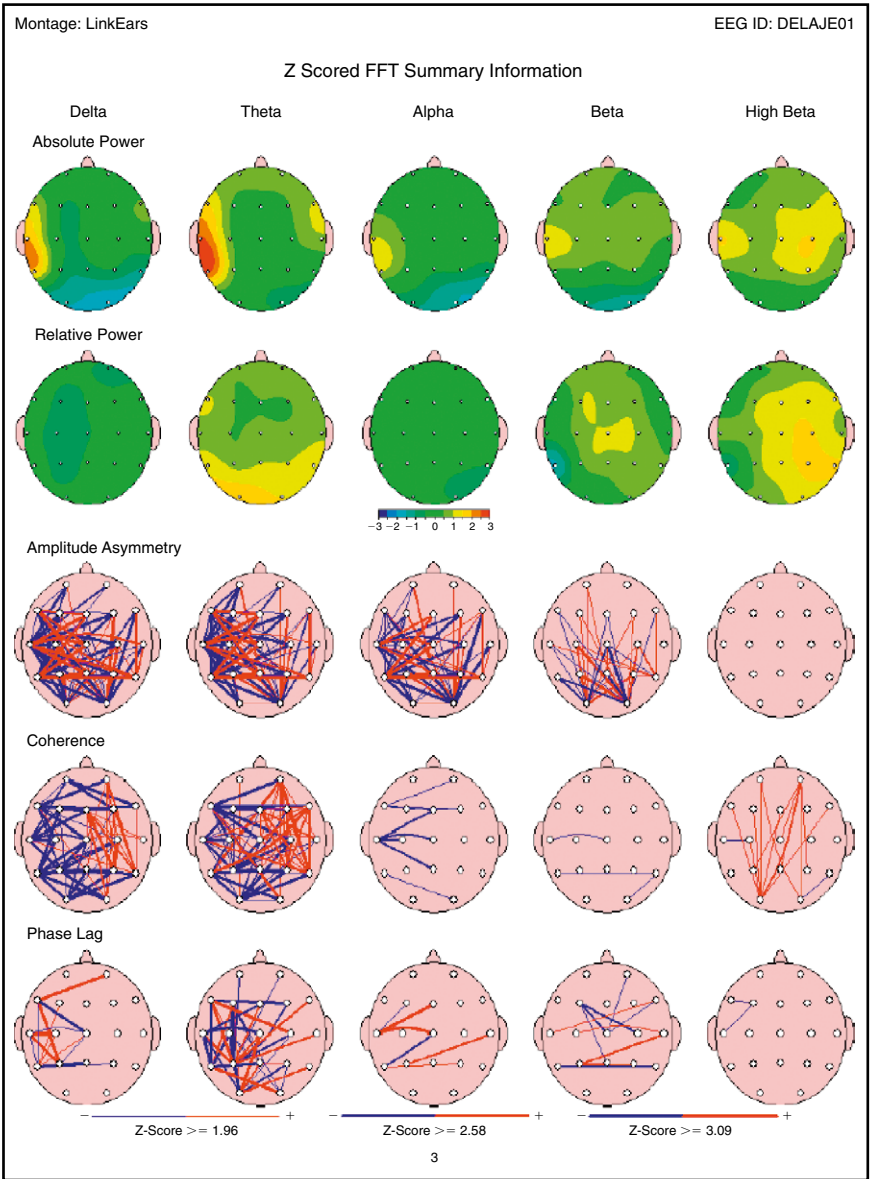 Montage: LinkEars EEG ID: DELAJE01
Z Scored FFT Summary Information
Delta Theta Alpha Beta High Beta
Absolute Power
Relative Power
−3 −2 −1 0 1 2 3
Amplitude Asymmetry
Coherence
Phase Lag
− + − + − +
Z-Score >= 1.96 Z-Score >= 2.58 Z-Score >= 3.09
3